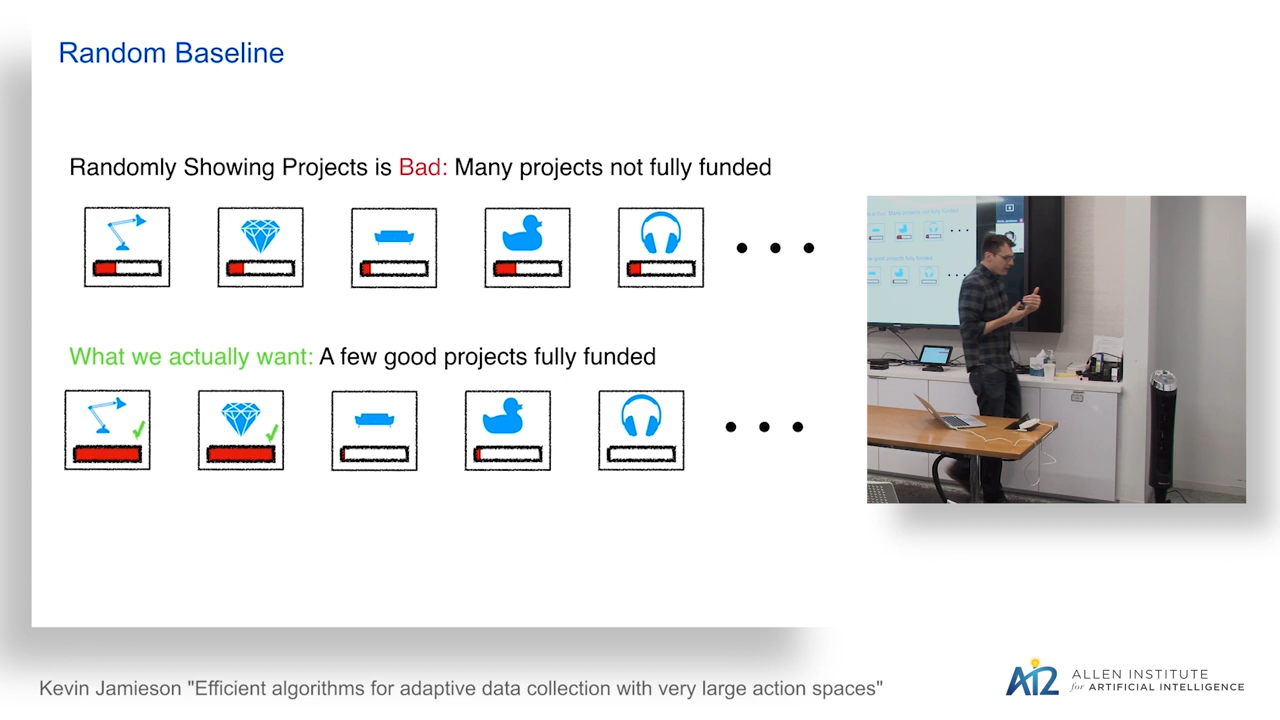 Random Baseline
Randomly Showing Projects is Bad: Many projects not fully funded
What we actually want: A few good projects fully funded
Kevin Jamieson "Efficient algorithms for adaptive data collection with very large action spaces"
AI2
ALLEN INSTITUTE
for ARTIFICIAL INTELLIGENCE